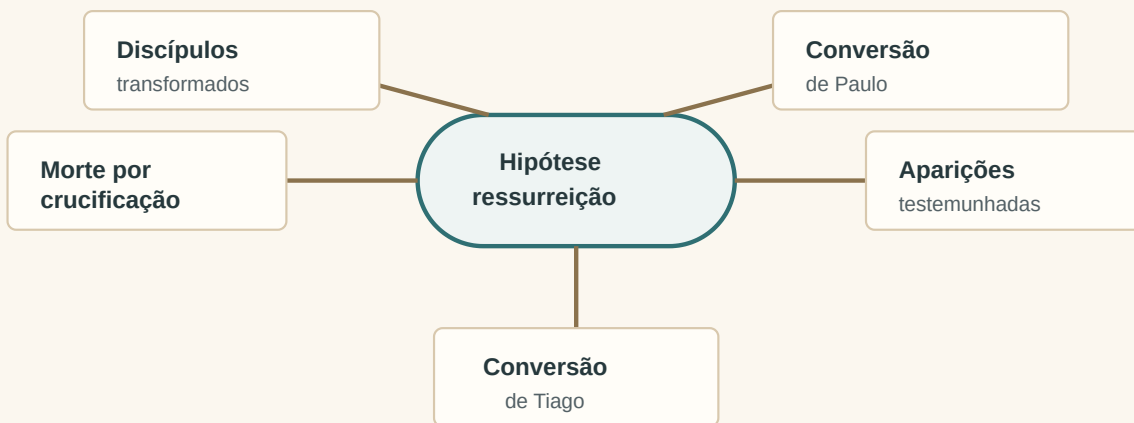 Discípulos
transformados
Conversão
de Paulo
Morte por
crucificação
Hipótese
ressurreição
Aparições
testemunhadas
Conversão
de Tiago